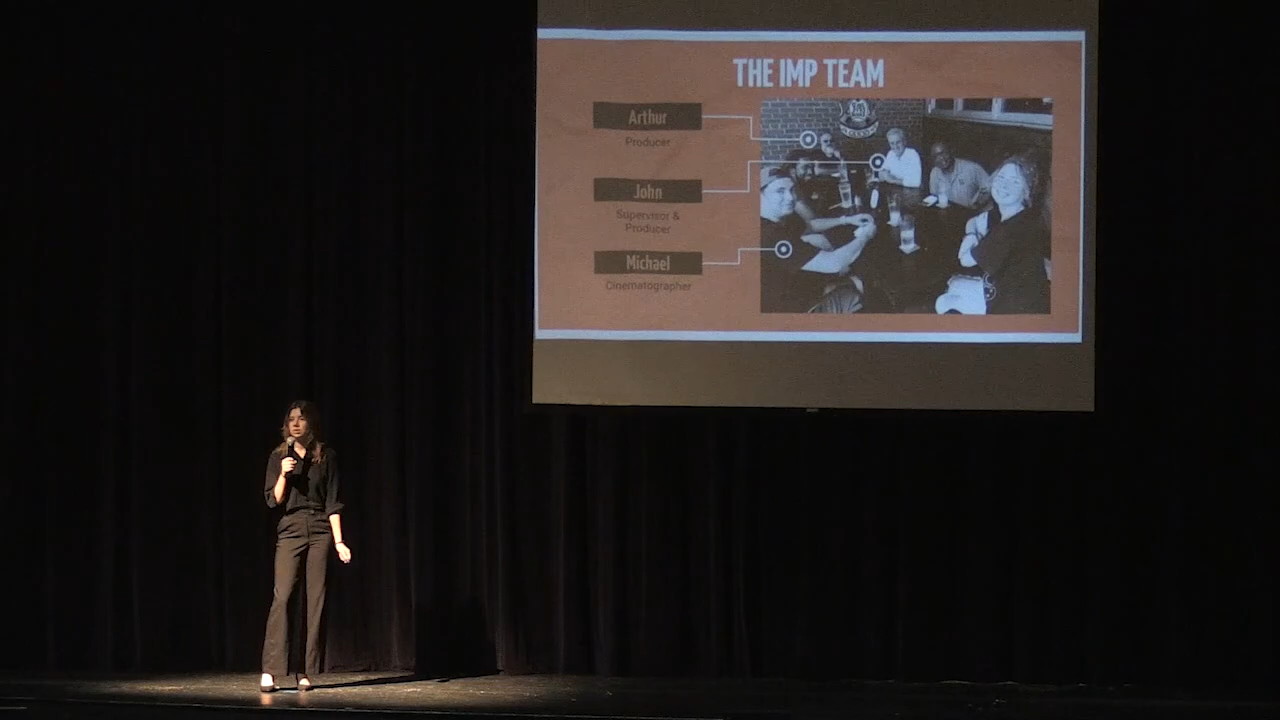 THE IMP TEAM
Arthur
Producer
John
Supervisor &
Producer
Michael
Cinematographer